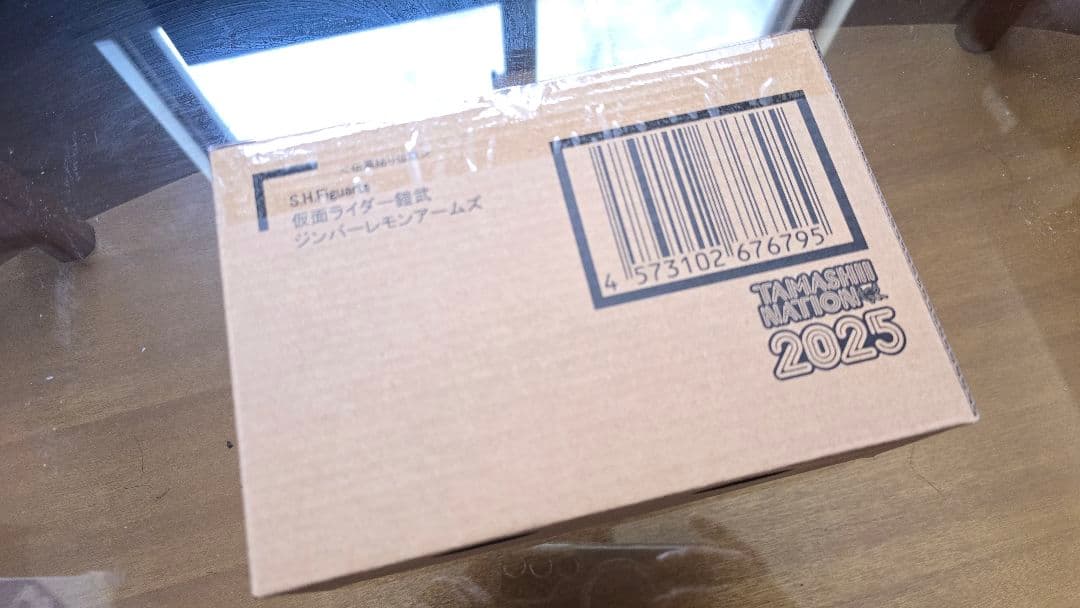 S.H.Figuarts
仮面ライダー鎧武
ジンバーレモンアームズ
4 573102 676795
TAMASHII
NATION
2025